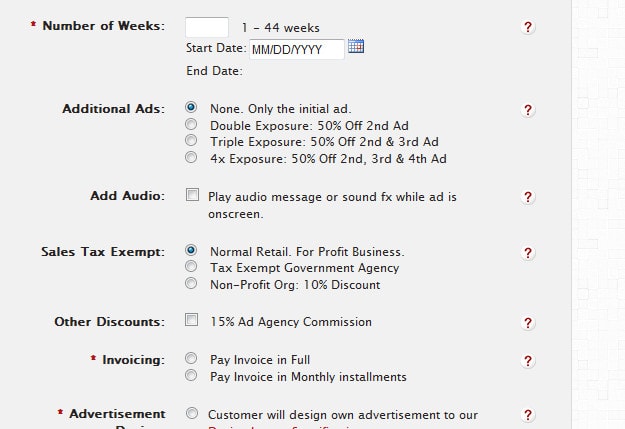 * Number of Weeks: 1 - 44 weeks ?
Start Date: MM/DD/YYYY
End Date:
Additional Ads: None. Only the initial ad. ?
Double Exposure: 50% Off 2nd Ad
Triple Exposure: 50% Off 2nd & 3rd Ad
4x Exposure: 50% Off 2nd, 3rd & 4th Ad
Add Audio: Play audio message or sound fx while ad is ?
onscreen.
Sales Tax Exempt: Normal Retail. For Profit Business. ?
Tax Exempt Government Agency
Non-Profit Org: 10% Discount
Other Discounts: 15% Ad Agency Commission ?
* Invoicing: Pay Invoice in Full ?
Pay Invoice in Monthly installments
* Advertisement Customer will design own advertisement to our ?